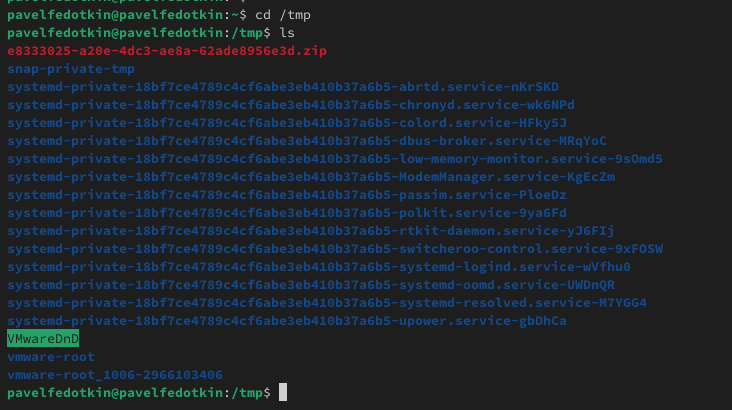 pavelfedotkin@pavelfedotkin:~$ cd /tmp
pavelfedotkin@pavelfedotkin:/tmp$ ls
e8333025-a20e-4dc3-ae8a-62ade8956e3d.zip
snap-private-tmp
systemd-private-18bf7ce4789c4cf6abe3eb410b37a6b5-abrtd.service-nKrSKD
systemd-private-18bf7ce4789c4cf6abe3eb410b37a6b5-chronyd.service-wk6NPd
systemd-private-18bf7ce4789c4cf6abe3eb410b37a6b5-colord.service-HFky5J
systemd-private-18bf7ce4789c4cf6abe3eb410b37a6b5-dbus-broker.service-MRqYoC
systemd-private-18bf7ce4789c4cf6abe3eb410b37a6b5-low-memory-monitor.service-9sOmd5
systemd-private-18bf7ce4789c4cf6abe3eb410b37a6b5-ModemManager.service-KgEcZm
systemd-private-18bf7ce4789c4cf6abe3eb410b37a6b5-passim.service-PloeDz
systemd-private-18bf7ce4789c4cf6abe3eb410b37a6b5-polkit.service-9ya6Fd
systemd-private-18bf7ce4789c4cf6abe3eb410b37a6b5-rtkit-daemon.service-yJ6FIj
systemd-private-18bf7ce4789c4cf6abe3eb410b37a6b5-switcheroo-control.service-9xFOSW
systemd-private-18bf7ce4789c4cf6abe3eb410b37a6b5-systemd-logind.service-wVfhu0
systemd-private-18bf7ce4789c4cf6abe3eb410b37a6b5-systemd-oomd.service-UWDnQR
systemd-private-18bf7ce4789c4cf6abe3eb410b37a6b5-systemd-resolved.service-M7YGG4
systemd-private-18bf7ce4789c4cf6abe3eb410b37a6b5-upower.service-gbDhCa
VMwareDnD
vmware-root
vmware-root_1006-2966103406
pavelfedotkin@pavelfedotkin:/tmp$